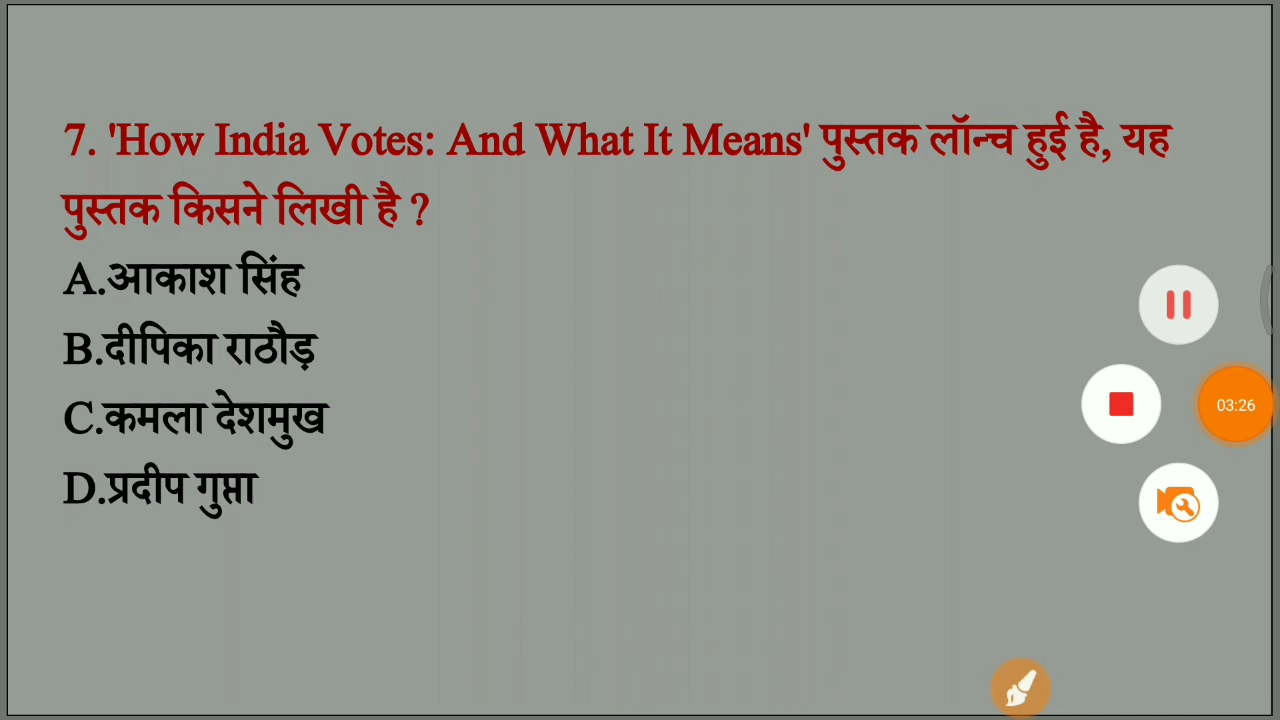 7. 'How India Votes: And What It Means' पुस्तक लॉन्च हुई है, यह
पुस्तक किसने लिखी है ?
A.आकाश सिंह
B.दीपिका राठौड़
C.कमला देशमुख
D.प्रदीप गुप्ता
03:26